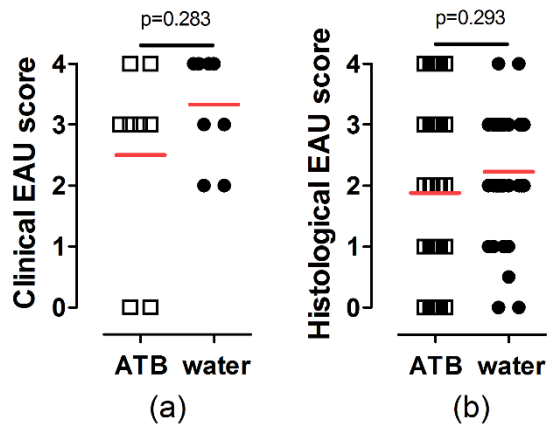 p=0.283
Clinical EAU score
4
3
2
1
0
ATB water
(a)
p=0.293
Histological EAU score
4
3
2
1
0
ATB water
(b)